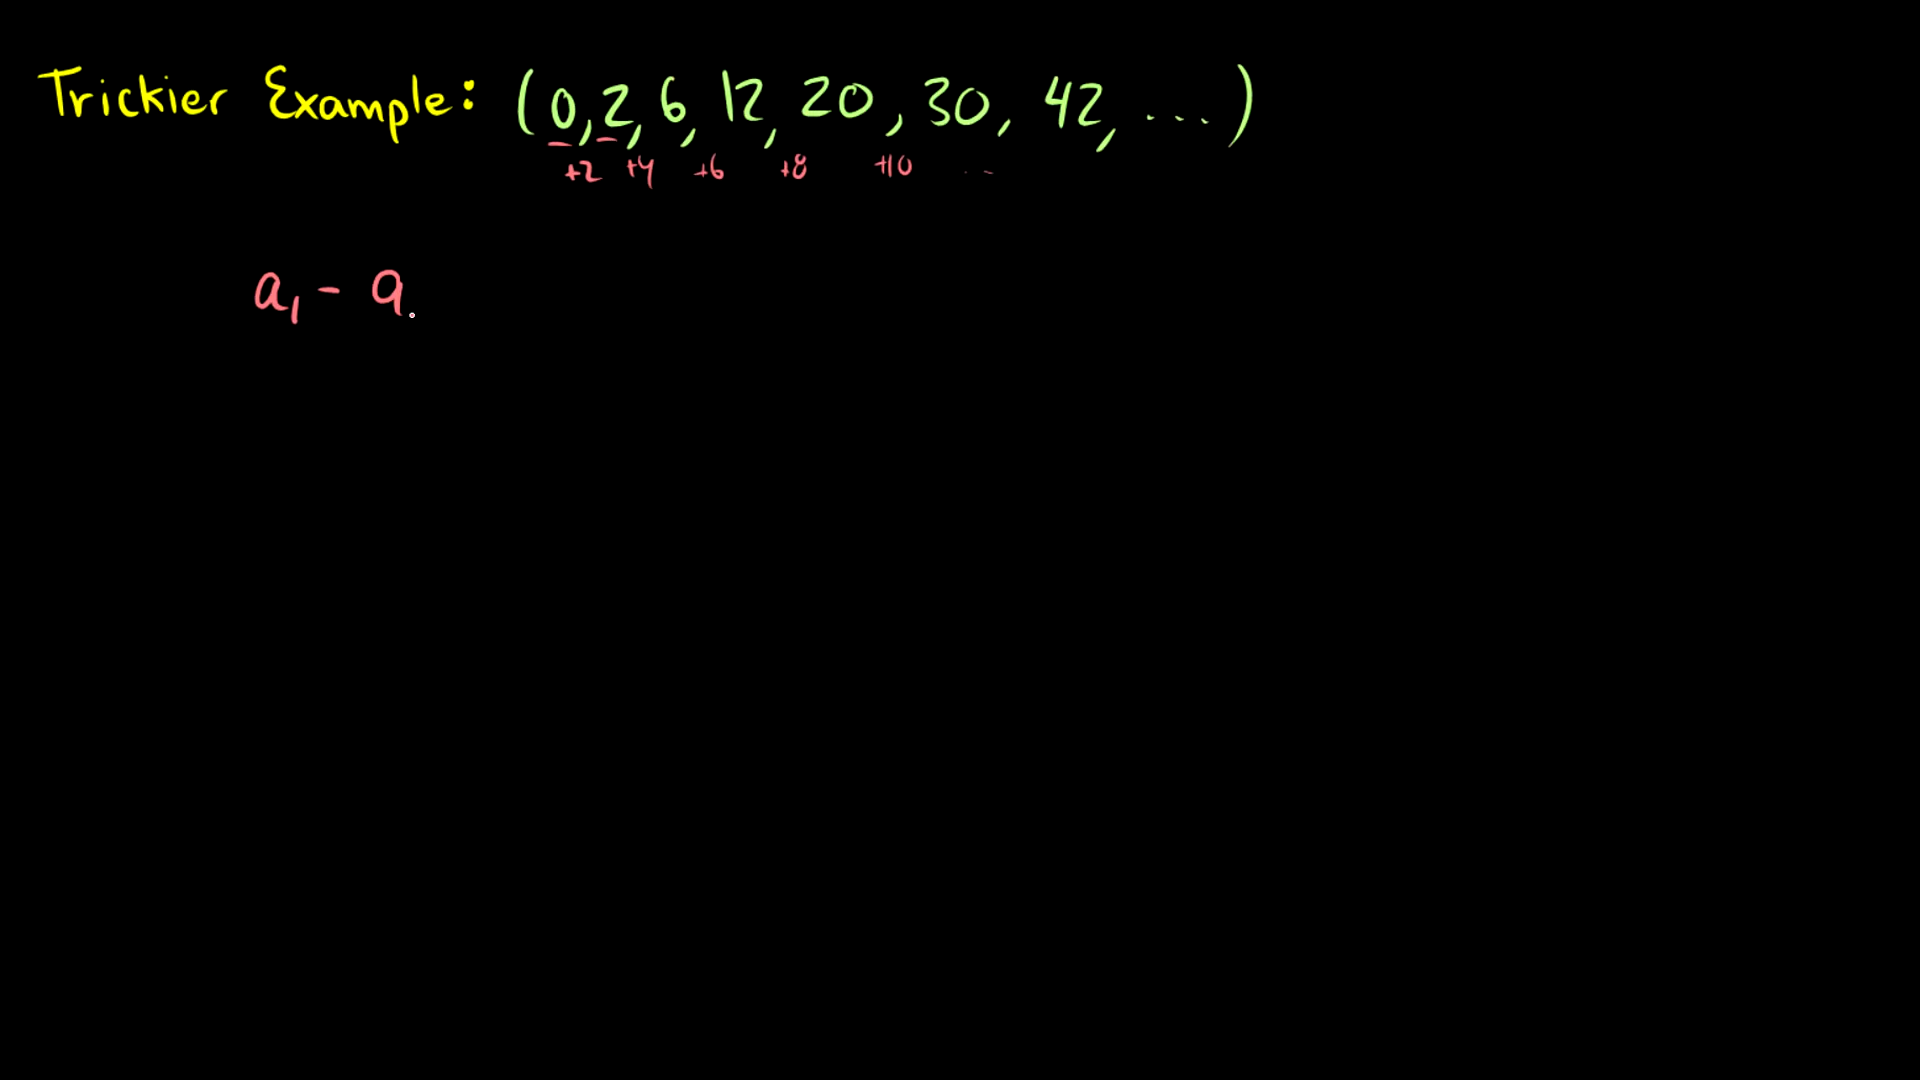 Trickier Example: (0, 2, 6, 12, 20, 30, 42, ...)
+2 +4 +6 +8 +10 ...
a₁ - a